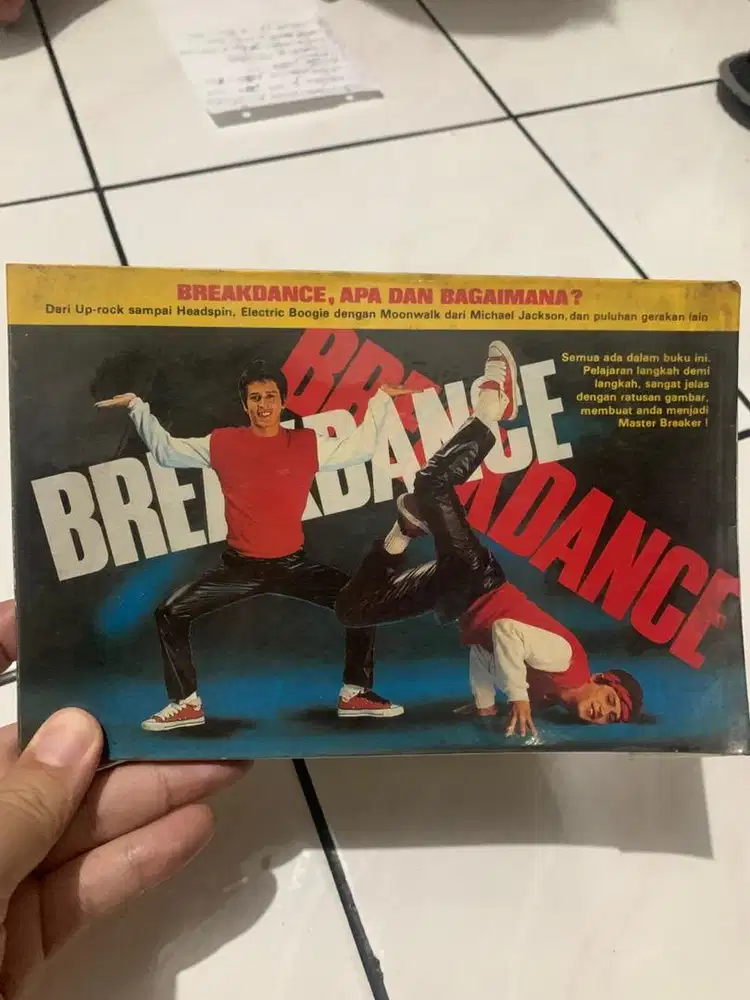 BREAKDANCE, APA DAN BAGAIMANA?
Dari Up-rock sampai Headspin, Electric Boogie dengan Moonwalk dari Michael Jackson, dan puluhan gerakan lain
Semua ada dalam buku ini.
Pelajaran langkah demi
langkah, sangat jelas
dengan ratusan gambar,
membuat anda menjadi
Master Breaker !
BREAKDANCE
BREAKDANCE